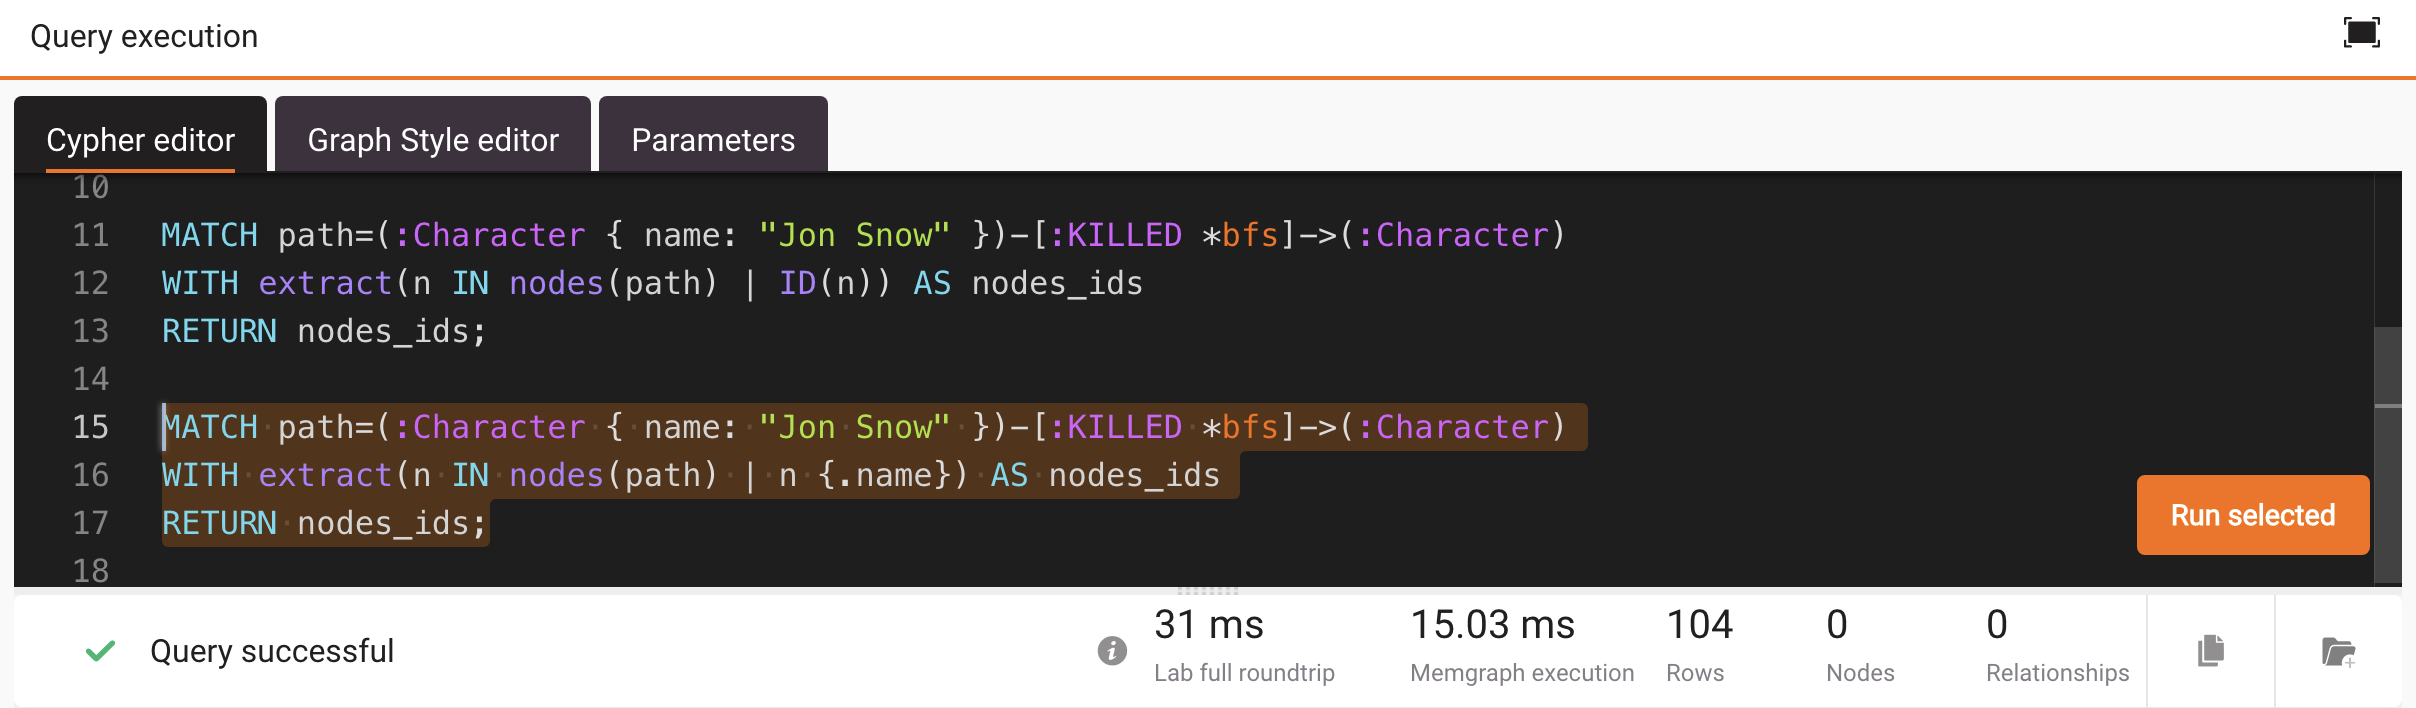 Query execution
Cypher editor
Graph Style editor
Parameters
10
11 MATCH path=(:Character { name: "Jon Snow" })-[:KILLED *bfs]->(:Character)
12 WITH extract(n IN nodes(path) | ID(n)) AS nodes_ids
13 RETURN nodes_ids;
14
15 MATCH path=(:Character { name: "Jon Snow" })-[:KILLED *bfs]->(:Character)
16 WITH extract(n IN nodes(path) | n {.name}) AS nodes_ids
17 RETURN nodes_ids;
18
Run selected
Query successful
31 ms
Lab full roundtrip
15.03 ms
Memgraph execution
104
Rows
0
Nodes
0
Relationships